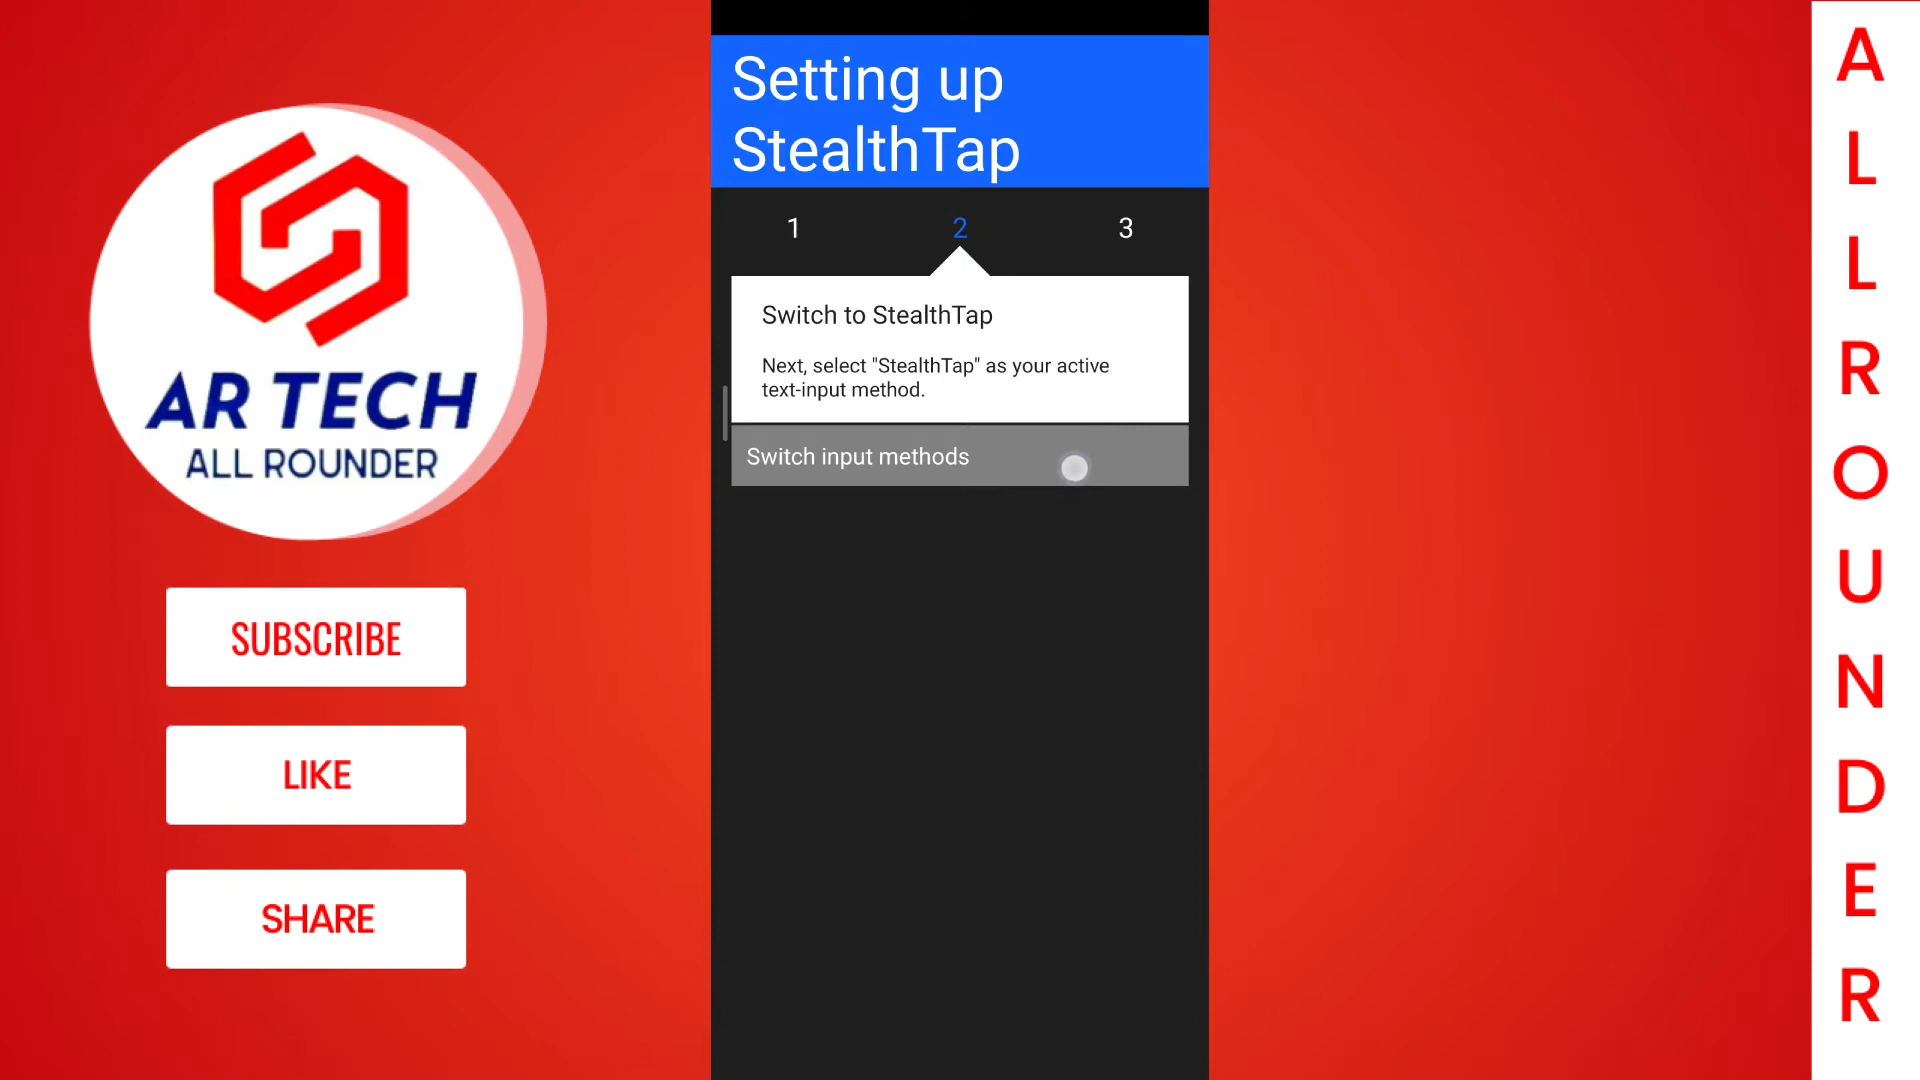 AR TECH
ALL ROUNDER
SUBSCRIBE
LIKE
SHARE
Setting up
StealthTap
1 2 3
Switch to StealthTap
Next, select "StealthTap" as your active
text-input method.
Switch input methods
A
L
L
R
O
U
N
D
E
R